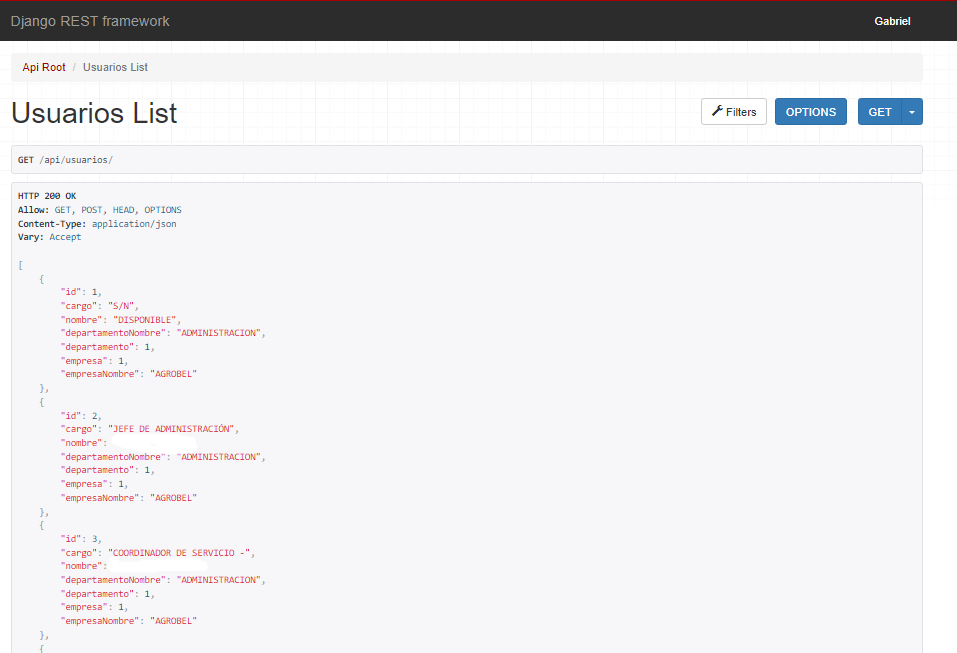 Django REST framework
Gabriel
Api Root / Usuarios List
Usuarios List
Filters
OPTIONS
GET
GET /api/usuarios/
HTTP 200 OK
Allow: GET, POST, HEAD, OPTIONS
Content-Type: application/json
Vary: Accept
[
{
"id": 1,
"cargo": "S/N",
"nombre": "DISPONIBLE",
"departamentoNombre": "ADMINISTRACION",
"departamento": 1,
"empresa": 1,
"empresaNombre": "AGROBEL"
},
{
"id": 2,
"cargo": "JEFE DE ADMINISTRACIÓN",
"nombre":
"departamentoNombre": "ADMINISTRACION",
"departamento": 1,
"empresa": 1,
"empresaNombre": "AGROBEL"
},
{
"id": 3,
"cargo": "COORDINADOR DE SERVICIO -",
"nombre":
"departamentoNombre": "ADMINISTRACION",
"departamento": 1,
"empresa": 1,
"empresaNombre": "AGROBEL"
},
{